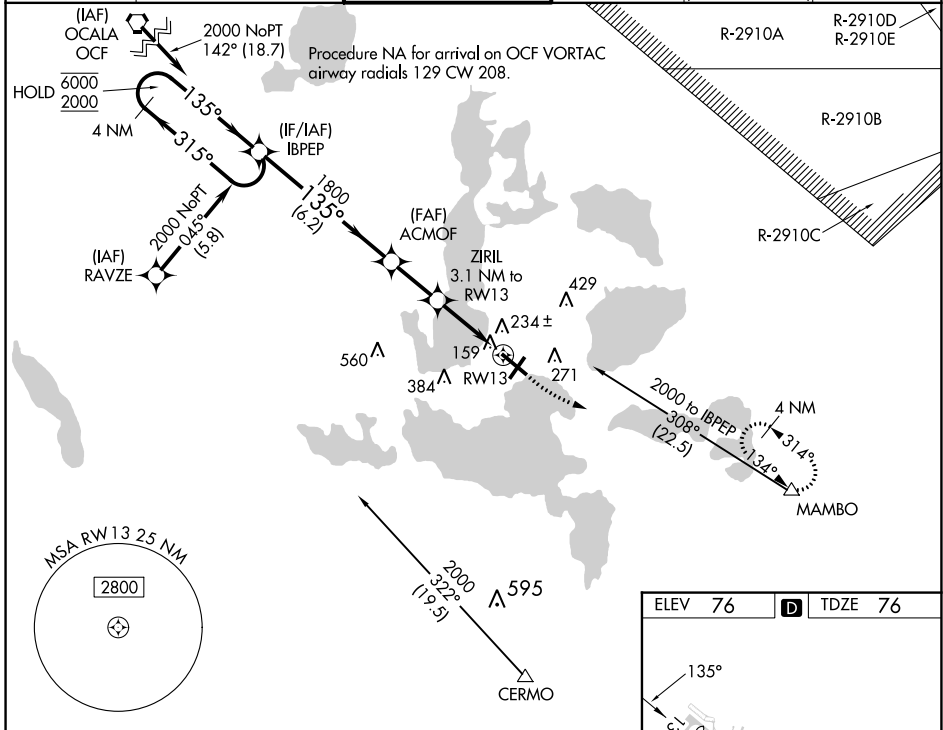 (IAF)
OCALA
OCF
2000 NoPT
142° (18.7)
Procedure NA for arrival on OCF VORTAC
airway radials 129 CW 208.
R-2910A
R-2910D
R-2910E
R-2910B
R-2910C
HOLD 6000
2000
4 NM
135°
315°
(IF/IAF)
IBPEP
2000 NoPT
045°
(5.8)
(IAF)
RAVZE
1800
135°
(6.2)
(FAF)
ACMOF
ZIRIL
3.1 NM to
RW13
429
234 ±
159
560
384
RW13
271
2000 to IBPEP
308°
(22.5)
4 NM
314°
134°
MAMBO
MSA RW13 25 NM
2800
2000
322°
(19.5)
595
CERMO
ELEV 76
D
TDZE 76
135°